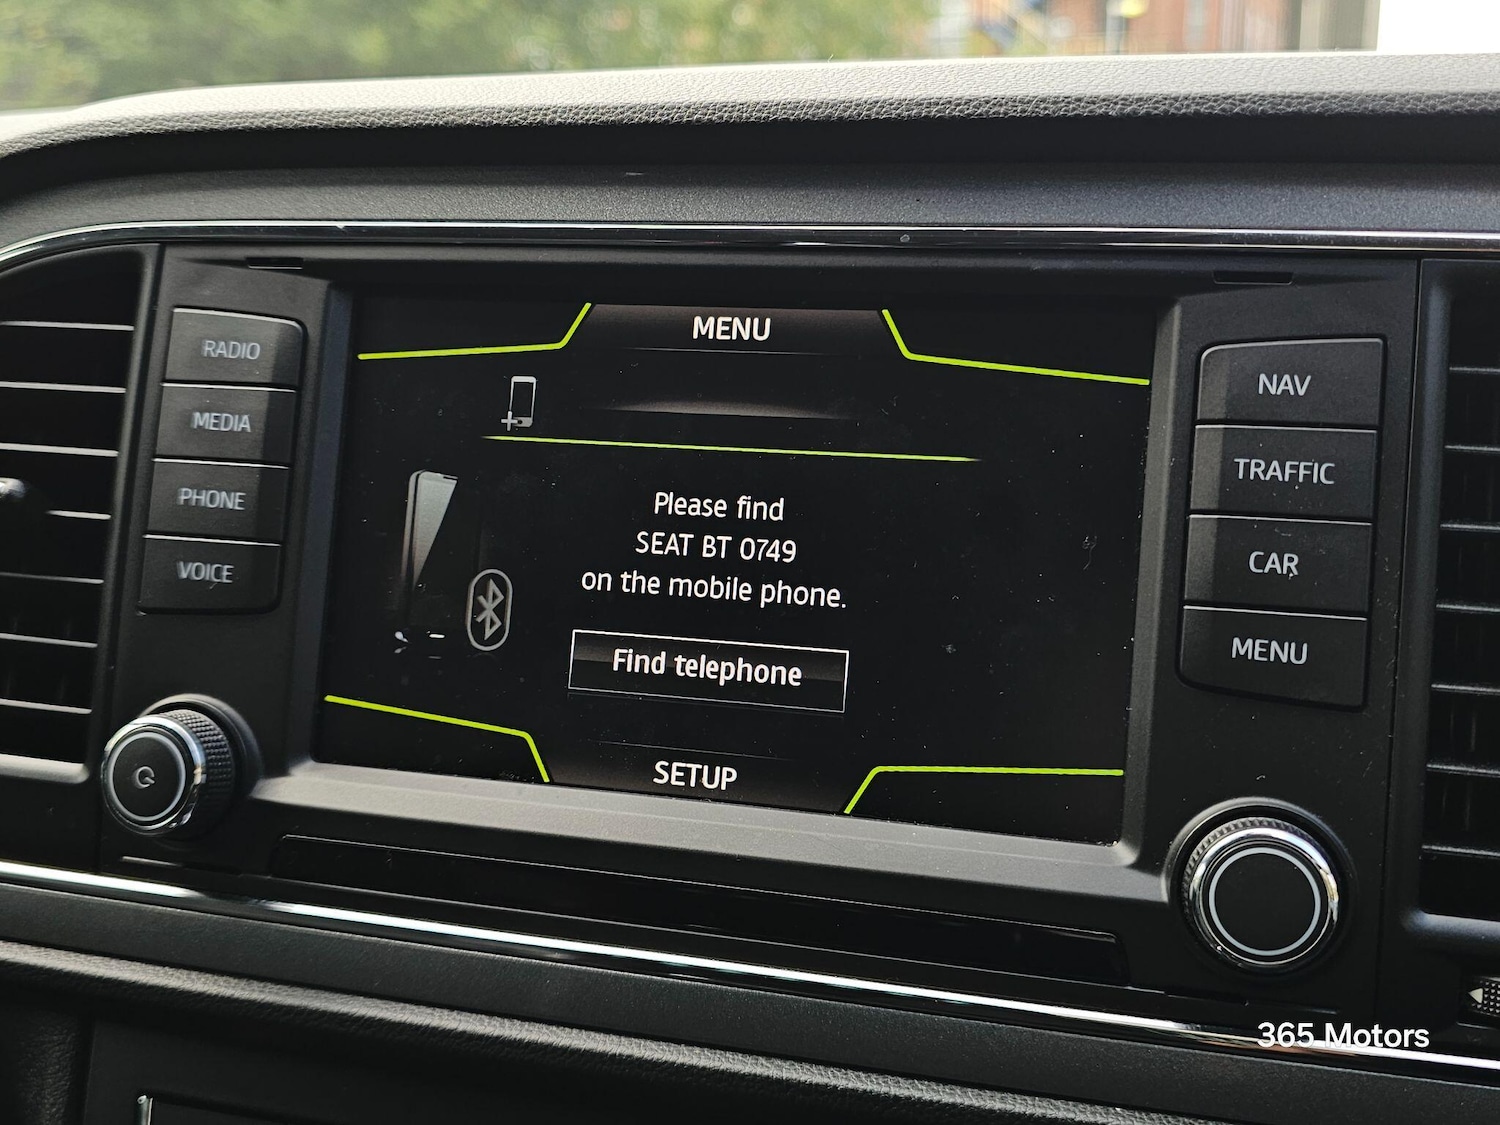 RADIO
MEDIA
PHONE
VOICE
MENU
Please find
SEAT BT 0749
on the mobile phone.
Find telephone
SETUP
NAV
TRAFFIC
CAR
MENU
365 Motors